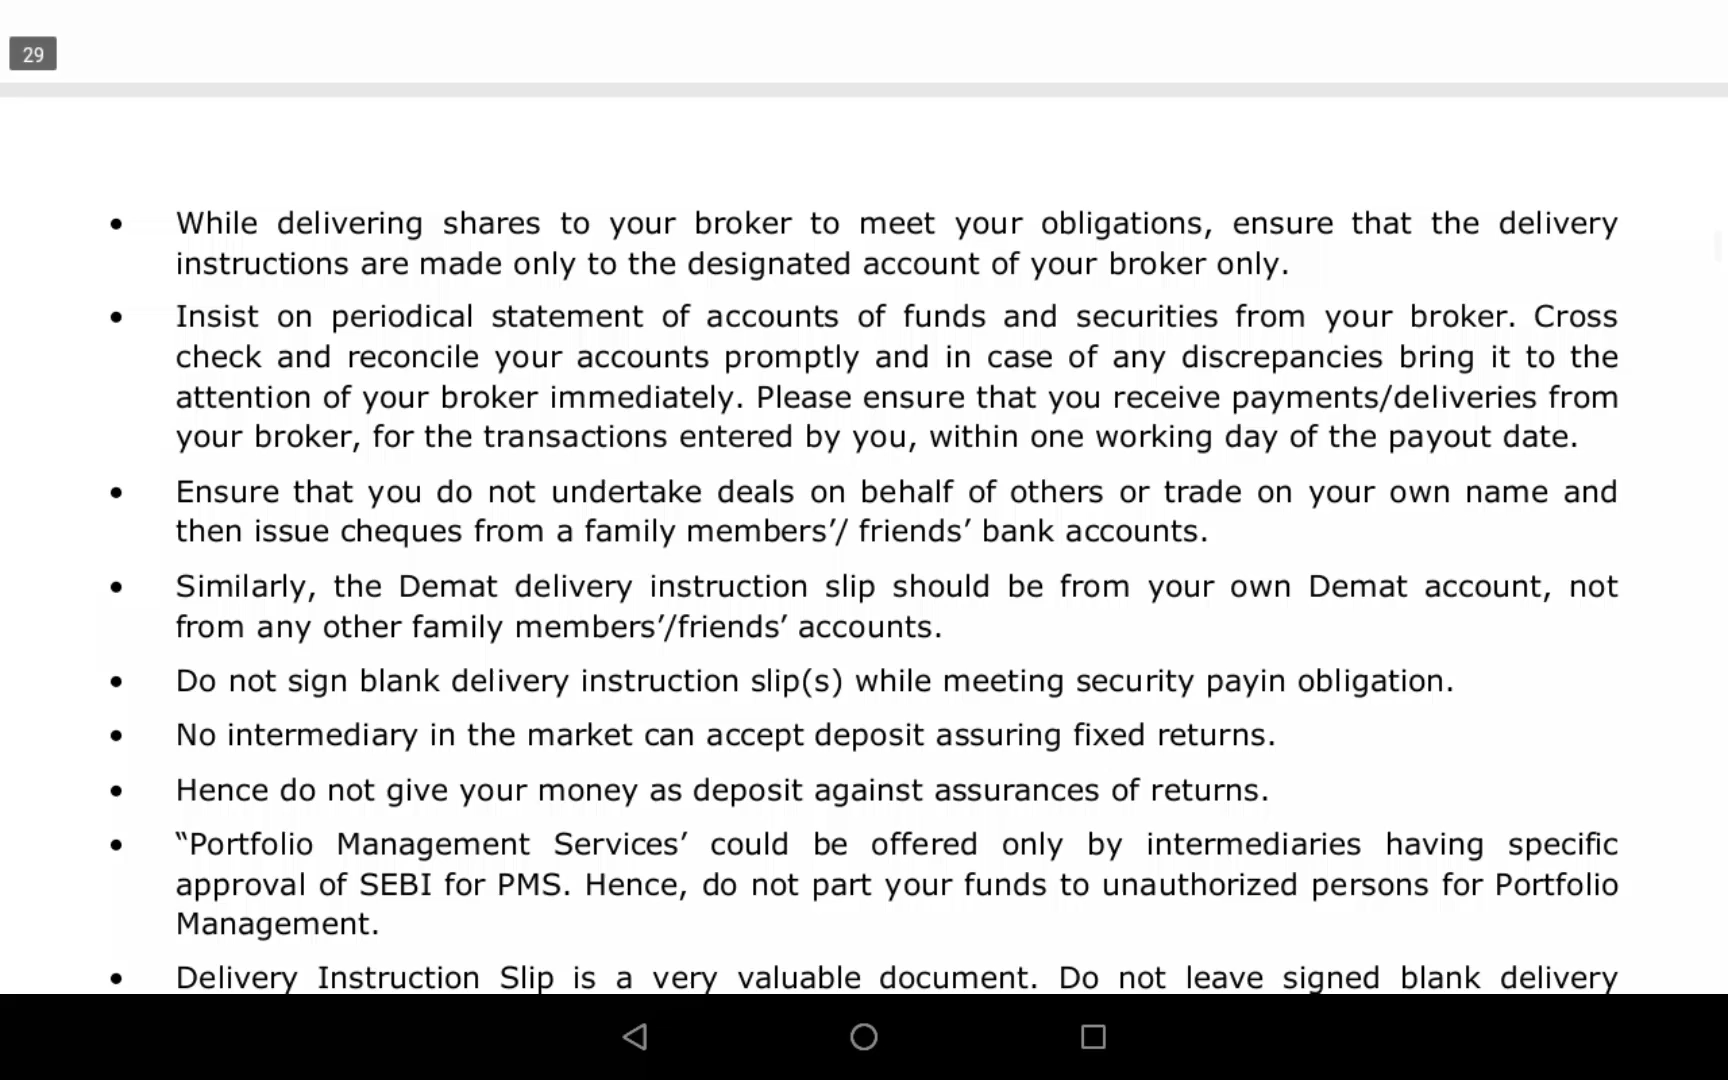 29
• While delivering shares to your broker to meet your obligations, ensure that the delivery
instructions are made only to the designated account of your broker only.
• Insist on periodical statement of accounts of funds and securities from your broker. Cross
check and reconcile your accounts promptly and in case of any discrepancies bring it to the
attention of your broker immediately. Please ensure that you receive payments/deliveries from
your broker, for the transactions entered by you, within one working day of the payout date.
• Ensure that you do not undertake deals on behalf of others or trade on your own name and
then issue cheques from a family members’/ friends’ bank accounts.
• Similarly, the Demat delivery instruction slip should be from your own Demat account, not
from any other family members’/friends’ accounts.
• Do not sign blank delivery instruction slip(s) while meeting security payin obligation.
• No intermediary in the market can accept deposit assuring fixed returns.
• Hence do not give your money as deposit against assurances of returns.
• “Portfolio Management Services’ could be offered only by intermediaries having specific
approval of SEBI for PMS. Hence, do not part your funds to unauthorized persons for Portfolio
Management.
• Delivery Instruction Slip is a very valuable document. Do not leave signed blank delivery